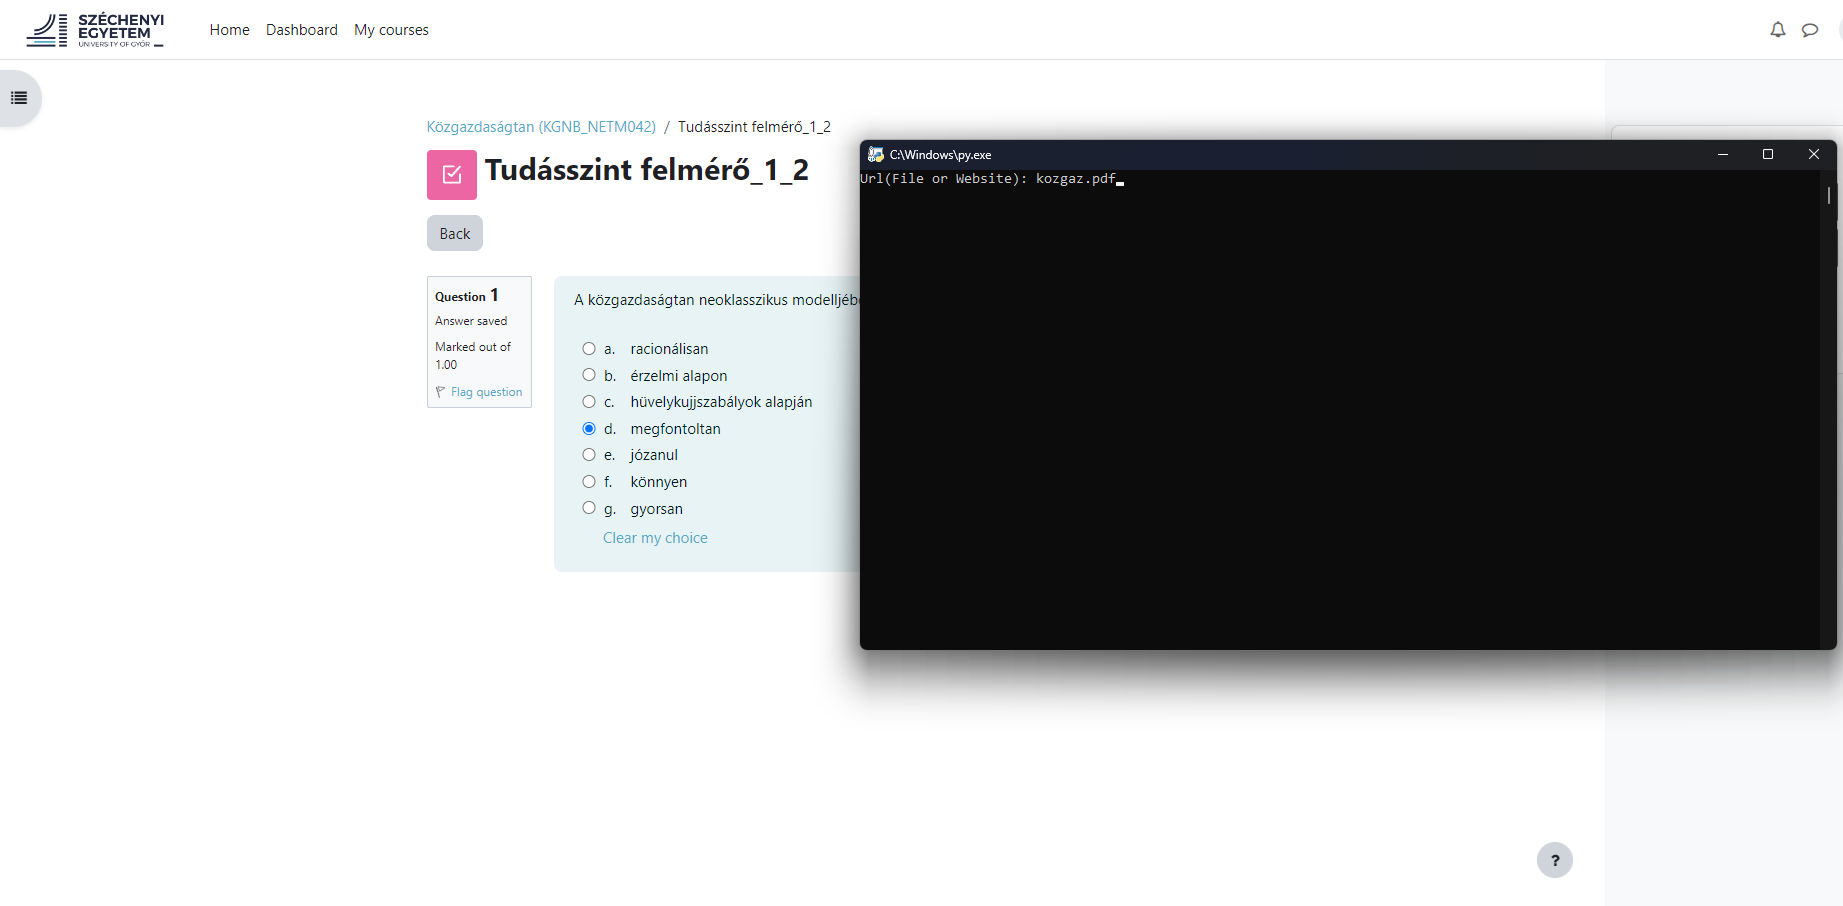 SZÉCHENYI
EGYETEM
UNIVERSITY OF GYŐR
Home Dashboard My courses
Közgazdaságtan (KGNB_NETM042) / Tudásszint felmérő_1_2
Tudásszint felmérő_1_2
Back
C:\Windows\py.exe
Url(File or Website): kozgaz.pdf
Question 1
Answer saved
Marked out of
1.00
Flag question
A közgazdaságtan neoklasszikus
a. racionálisan
b. érzelmi alapon
c. hüvelykujjszabályok alapján
d. megfontoltan
e. józanul
f. könnyen
g. gyorsan
Clear my choice
?